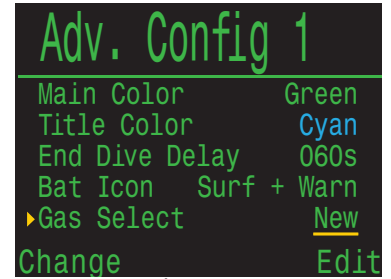 Adv. Config 1
Main Color Green
Title Color Cyan
End Dive Delay 060s
Bat Icon Surf + Warn
Gas Select New
Change Edit